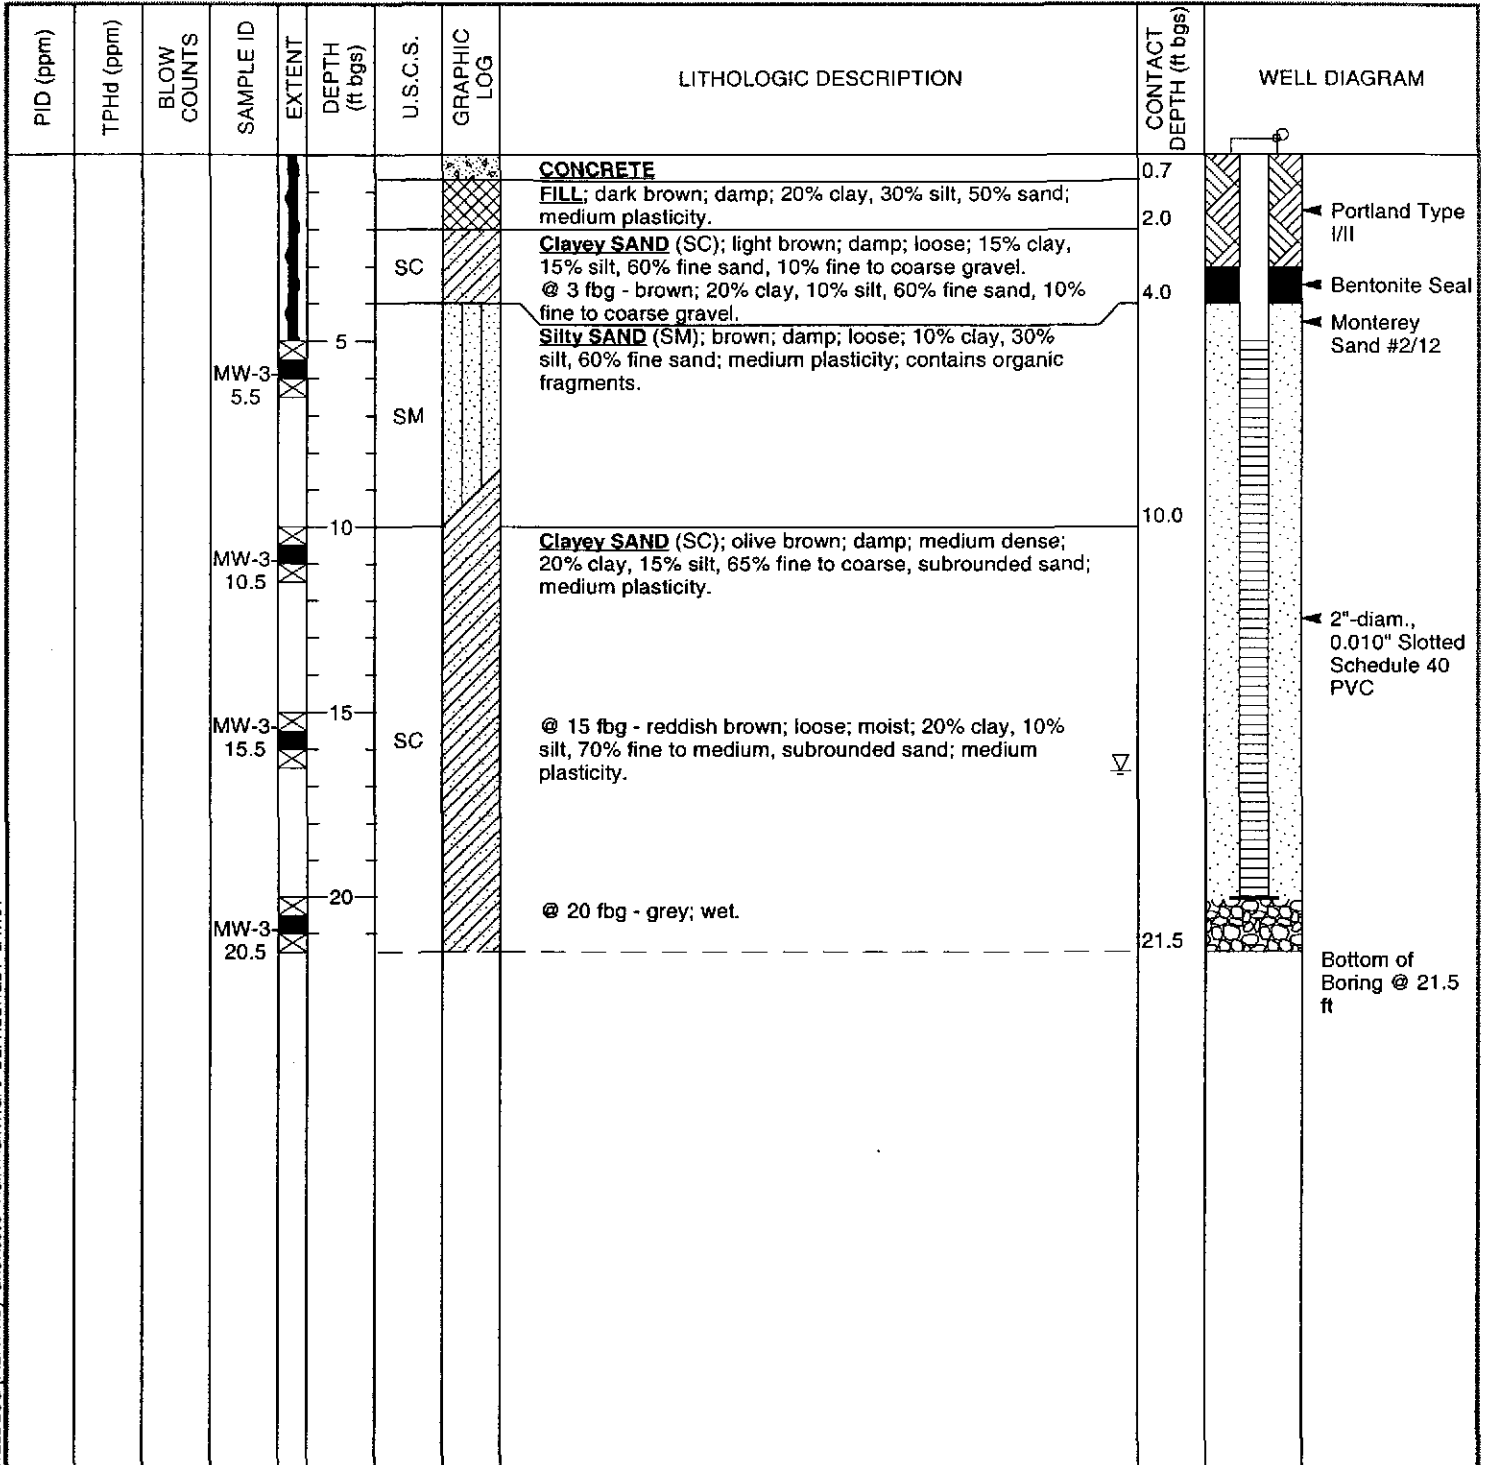 PID (ppm)
TPHd (ppm)
BLOW
COUNTS
SAMPLE ID
EXTENT
DEPTH
(ft bgs)
U.S.C.S.
GRAPHIC
LOG
LITHOLOGIC DESCRIPTION
CONTACT
DEPTH (ft bgs)
WELL DIAGRAM
CONCRETE
0.7
FILL; dark brown; damp; 20% clay, 30% silt, 50% sand;
medium plasticity.
2.0
Portland Type
I/II
SC
Clayey SAND (SC); light brown; damp; loose; 15% clay,
15% silt, 60% fine sand, 10% fine to coarse gravel.
@ 3 fbg - brown; 20% clay, 10% silt, 60% fine sand, 10%
fine to coarse gravel.
4.0
Bentonite Seal
Monterey
Sand #2/12
5
Silty SAND (SM); brown; damp; loose; 10% clay, 30%
silt, 60% fine sand; medium plasticity; contains organic
fragments.
MW-3-
5.5
SM
10
10.0
MW-3-
10.5
Clayey SAND (SC); olive brown; damp; medium dense;
20% clay, 15% silt, 65% fine to coarse, subrounded sand;
medium plasticity.
2"-diam.,
0.010" Slotted
Schedule 40
PVC
15
MW-3-
15.5
SC
@ 15 fbg - reddish brown; loose; moist; 20% clay, 10%
silt, 70% fine to medium, subrounded sand; medium
plasticity.
20
MW-3-
20.5
@ 20 fbg - grey; wet.
21.5
Bottom of
Boring @ 21.5
ft